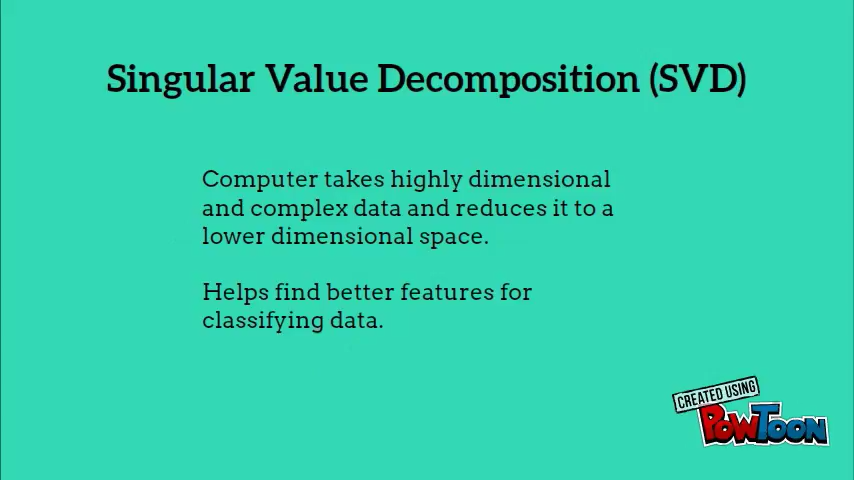 Singular Value Decomposition (SVD)
Computer takes highly dimensional
and complex data and reduces it to a
lower dimensional space.
Helps find better features for
classifying data.
CREATED USING
POWTOON